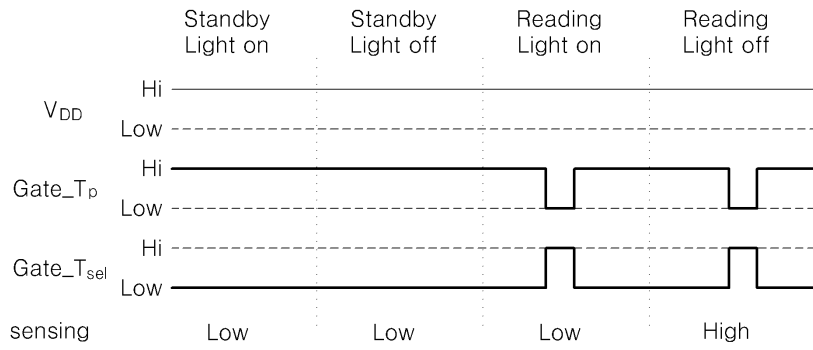 Standby Standby Reading Reading
Light on Light off Light on Light off
Hi
VDD
Low
Hi
Gate_Tp
Low
Hi
Gate_Tsel
Low
sensing Low Low Low High